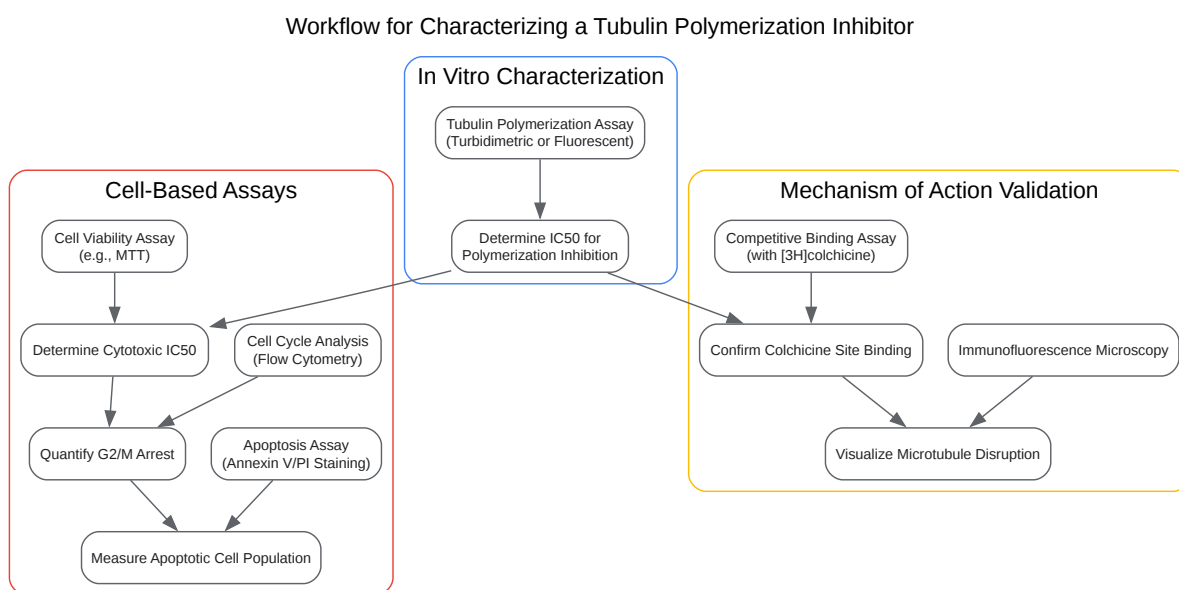 Workflow for Characterizing a Tubulin Polymerization Inhibitor
In Vitro Characterization
Tubulin Polymerization Assay
(Turbidimetric or Fluorescent)
Determine IC50 for
Polymerization Inhibition
Cell-Based Assays
Cell Viability Assay
(e.g., MTT)
Determine Cytotoxic IC50
Cell Cycle Analysis
(Flow Cytometry)
Quantify G2/M Arrest
Apoptosis Assay
(Annexin V/PI Staining)
Measure Apoptotic Cell Population
Mechanism of Action Validation
Competitive Binding Assay
(with [3H]colchicine)
Confirm Colchicine Site Binding
Immunofluorescence Microscopy
Visualize Microtubule Disruption